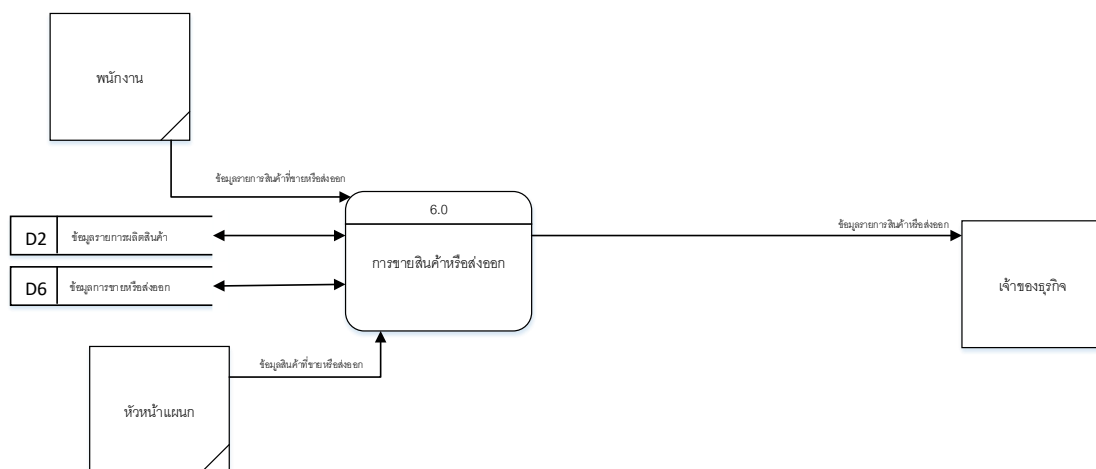 พนักงาน
ข้อมูลรายการสินค้าที่ขายหรือส่งออก
6.0
ข้อมูลรายการสินค้าหรือส่งออก
D2 ข้อมูลรายการผลิตสินค้า
การขายสินค้าหรือส่งออก
D6 ข้อมูลการขายหรือส่งออก
เจ้าของธุรกิจ
ข้อมูลสินค้าที่ขายหรือส่งออก
หัวหน้าแผนก